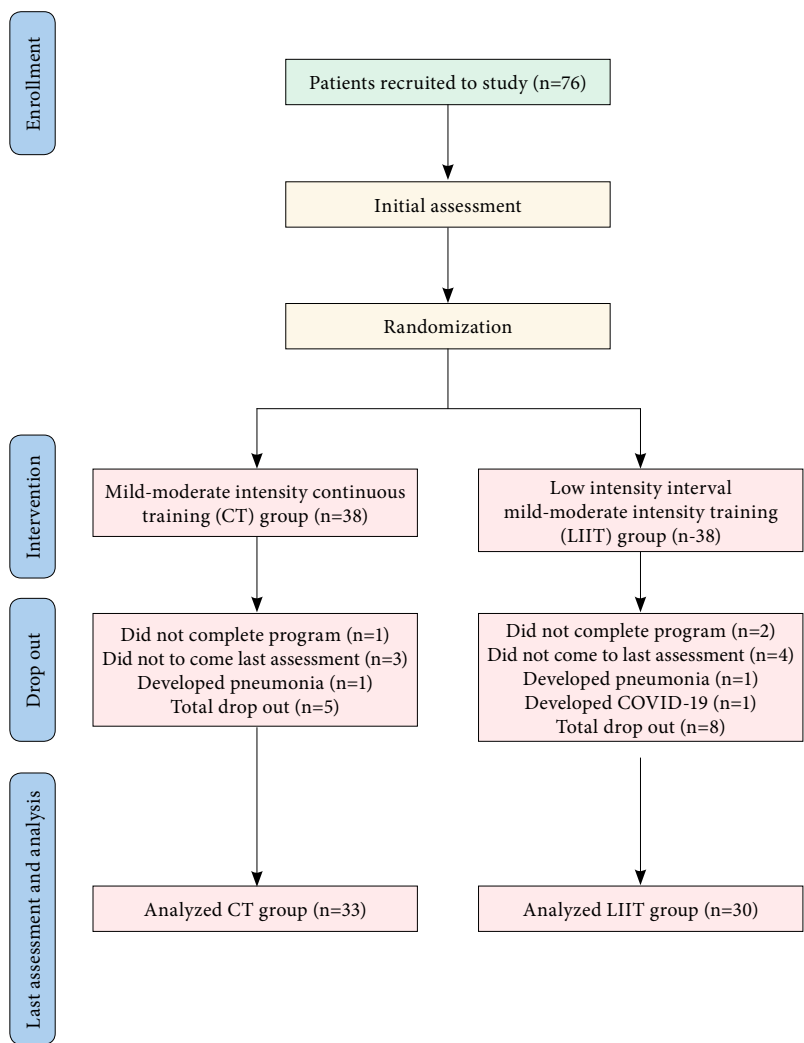 Enrollment
Patients recruited to study (n=76)
Initial assessment
Randomization
Intervention
Mild-moderate intensity continuous
training (CT) group (n=38)
Low intensity interval
mild-moderate intensity training
(LIIT) group (n-38)
Drop out
Did not complete program (n=1)
Did not to come last assessment (n=3)
Developed pneumonia (n=1)
Total drop out (n=5)
Did not complete program (n=2)
Did not come to last assessment (n=4)
Developed pneumonia (n=1)
Developed COVID-19 (n=1)
Total drop out (n=8)
Last assessment and analysis
Analyzed CT group (n=33)
Analyzed LIIT group (n=30)